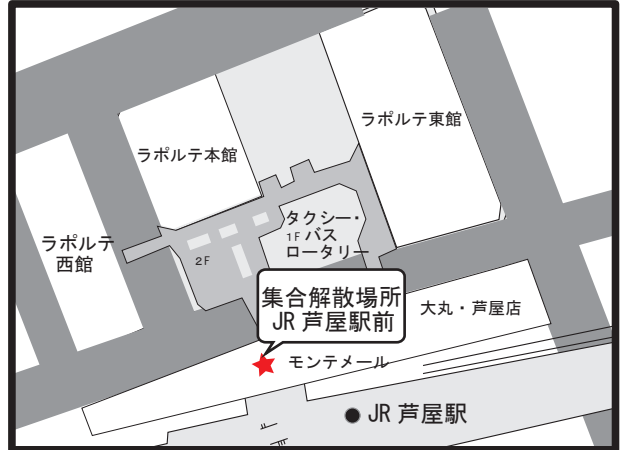 ラポルテ東館
ラポルテ本館
タクシー・
1Fバス
ロータリー
ラポルテ
西館
2F
集合解散場所
JR 芦屋駅前
大丸・芦屋店
モンテメール
JR 芦屋駅